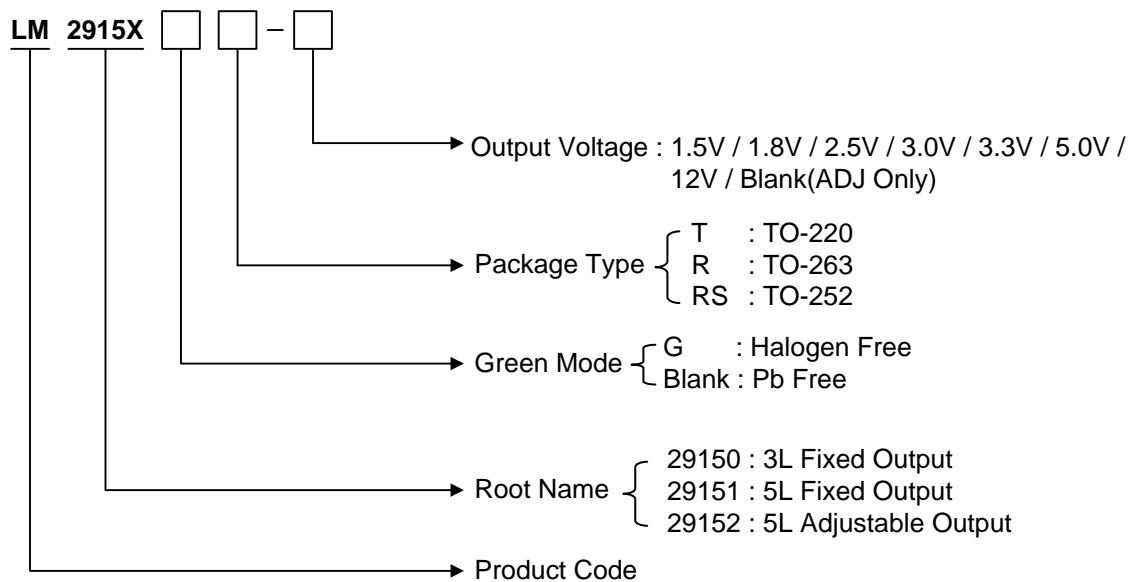 LM 2915X –
Output Voltage : 1.5V / 1.8V / 2.5V / 3.0V / 3.3V / 5.0V /
12V / Blank(ADJ Only)
Package Type
T : TO-220
R : TO-263
RS : TO-252
Green Mode
G : Halogen Free
Blank : Pb Free
Root Name
29150 : 3L Fixed Output
29151 : 5L Fixed Output
29152 : 5L Adjustable Output
Product Code